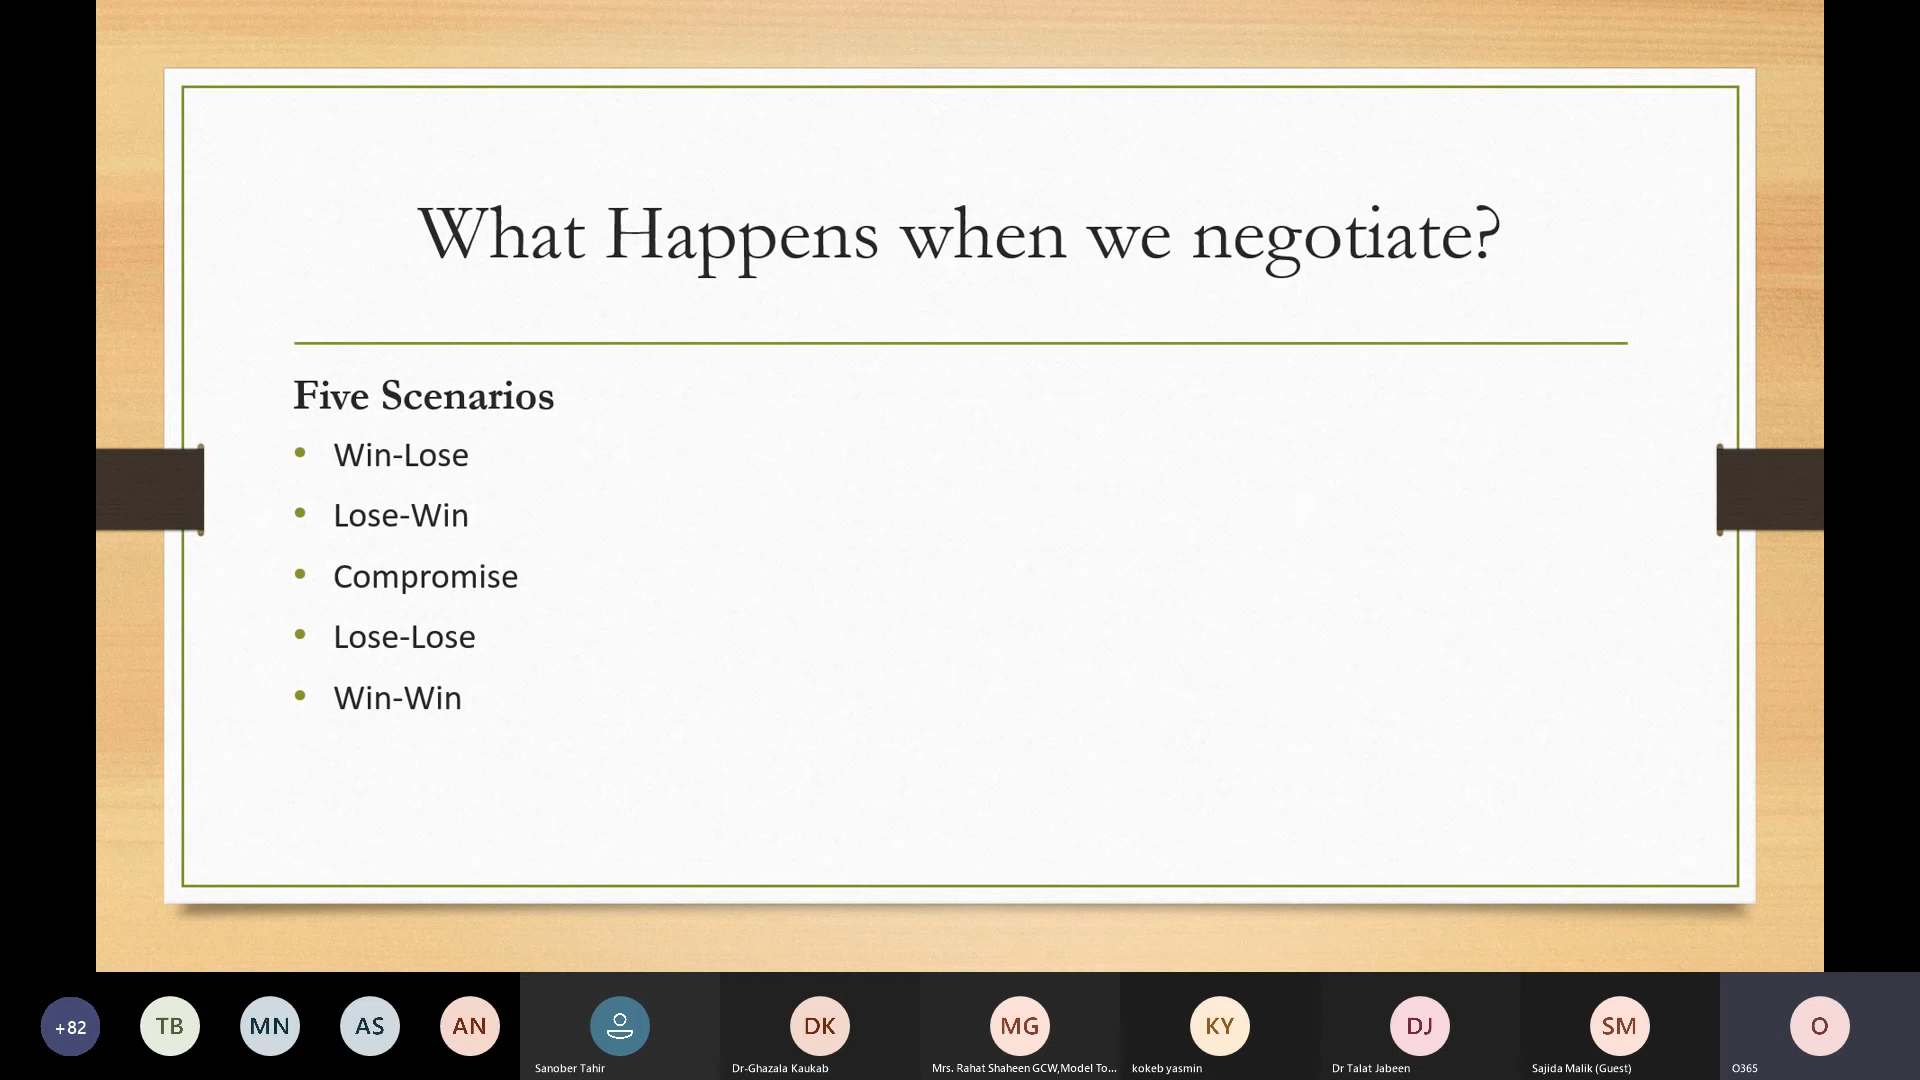 What Happens when we negotiate?
Five Scenarios
• Win-Lose
• Lose-Win
• Compromise
• Lose-Lose
• Win-Win
+82
TB
MN
AS
AN
DK
MG
KY
DJ
SM
O
Sanober Tahir
Dr-Ghazala Kaukab
Mrs. Rahat Shaheen GCW,Model To...
kokeb yasmin
Dr Talat Jabeen
Sajida Malik (Guest)
O365